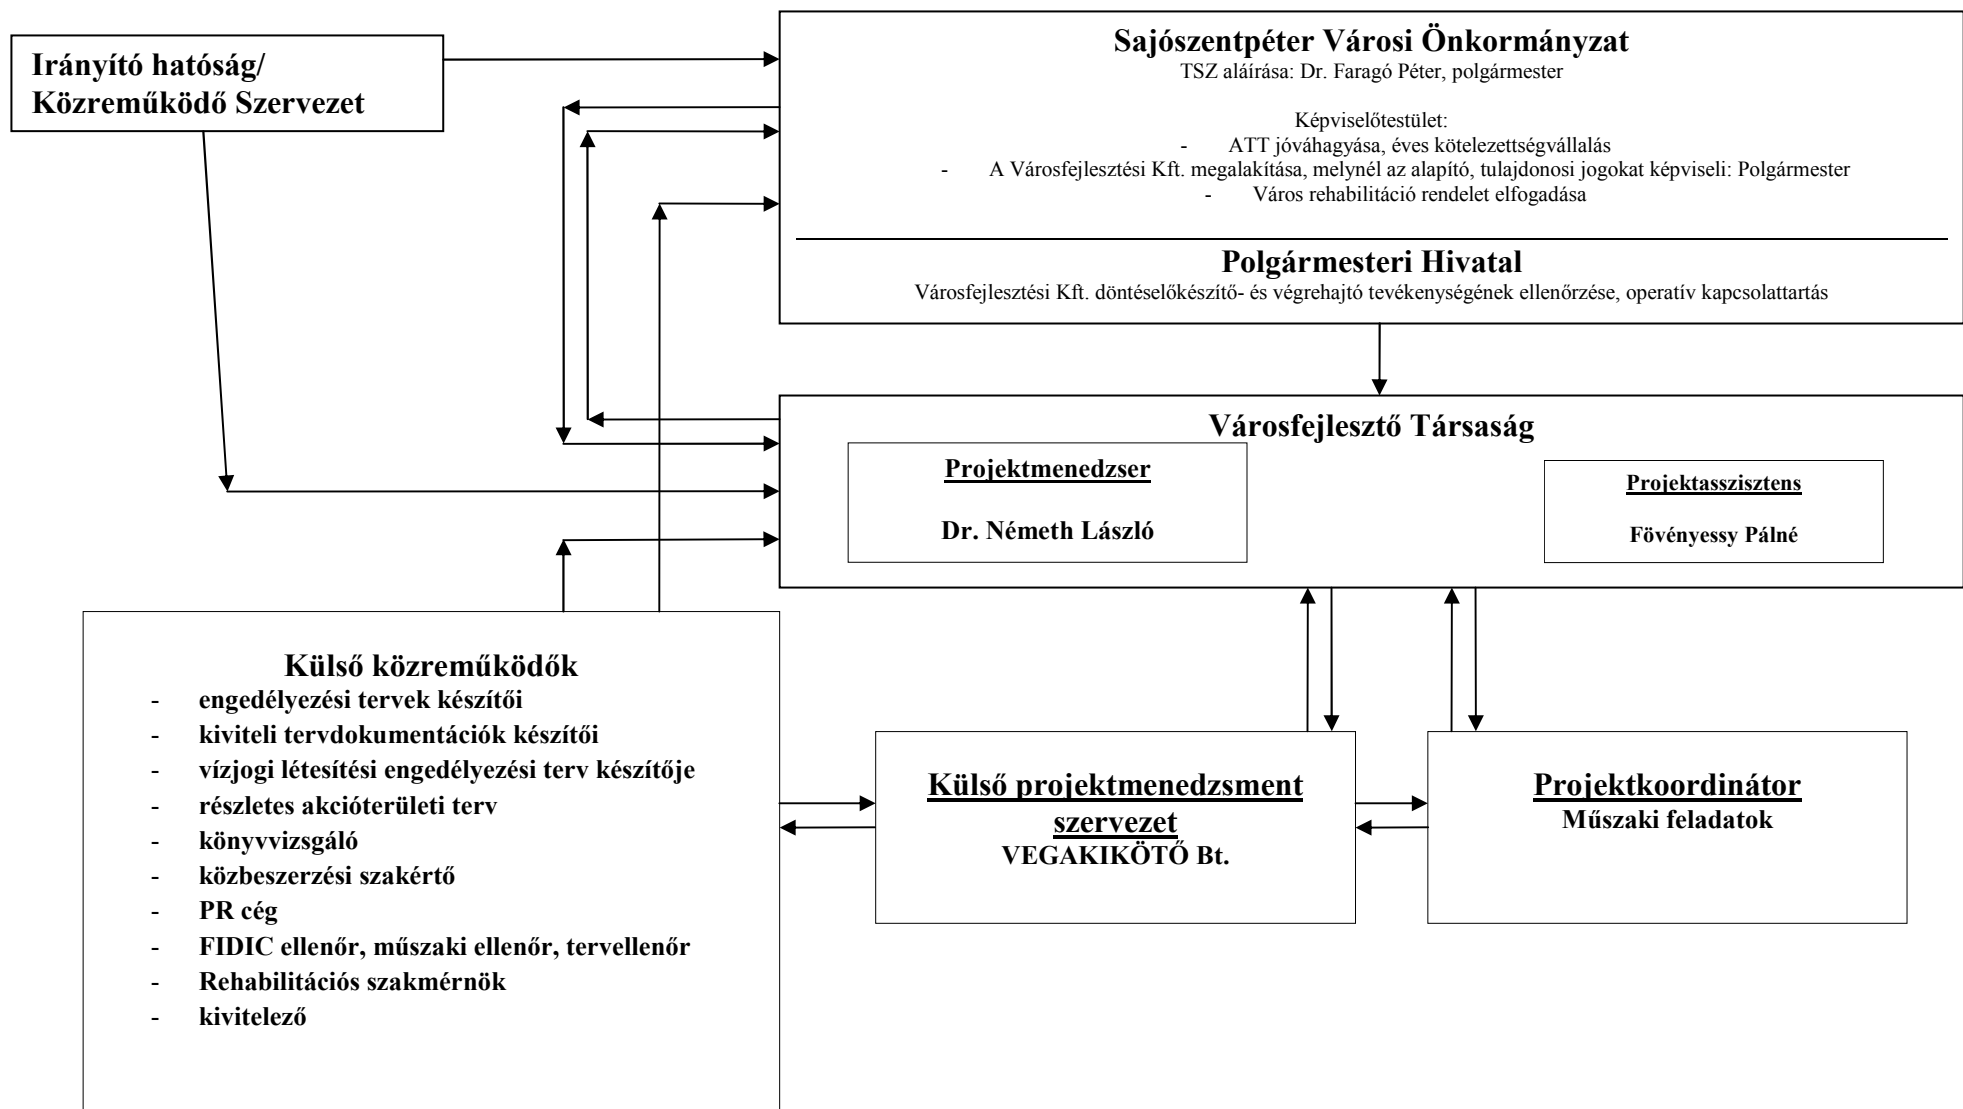 Irányító hatóság/
Közreműködő Szervezet
Sajószentpéter Városi Önkormányzat
TSZ aláírása: Dr. Faragó Péter, polgármester
Képviselőtestület:
- ATT jóváhagyása, éves kötelezettségvállalás
- A Városfejlesztési Kft. megalakítása, melynél az alapító, tulajdonosi jogokat képviseli: Polgármester
- Város rehabilitáció rendelet elfogadása
Polgármesteri Hivatal
Városfejlesztési Kft. döntéselőkészítő- és végrehajtó tevékenységének ellenőrzése, operatív kapcsolattartás
Városfejlesztő Társaság
Projektmenedzser
Dr. Németh László
Projektasszisztens
Fövényessy Pálné
Külső közreműködők
- engedélyezési tervek készítői
- kiviteli tervdokumentációk készítői
- vízjogi létesítési engedélyezési terv készítője
- részletes akcióterületi terv
- könyvvizsgáló
- közbeszerzési szakértő
- PR cég
- FIDIC ellenőr, műszaki ellenőr, tervellenőr
- Rehabilitációs szakmérnök
- kivitelező
Külső projektmenedzsment
szervezet
VEGAKIKÖTŐ Bt.
Projektkoordinátor
Műszaki feladatok